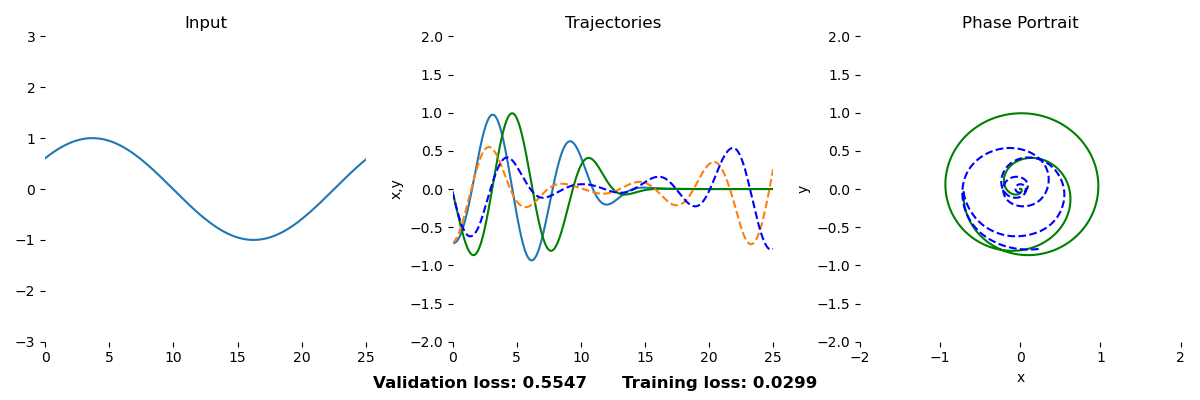 Input
3
2
1
0
−1
−2
−3
0 5 10 15 20 25
Trajectories
x,y
2.0
1.5
1.0
0.5
0.0
−0.5
−1.0
−1.5
−2.0
0 5 10 15 20 25
Phase Portrait
y
2.0
1.5
1.0
0.5
0.0
−0.5
−1.0
−1.5
−2.0
−2 −1 0 1 2
x
Validation loss: 0.5547 Training loss: 0.0299